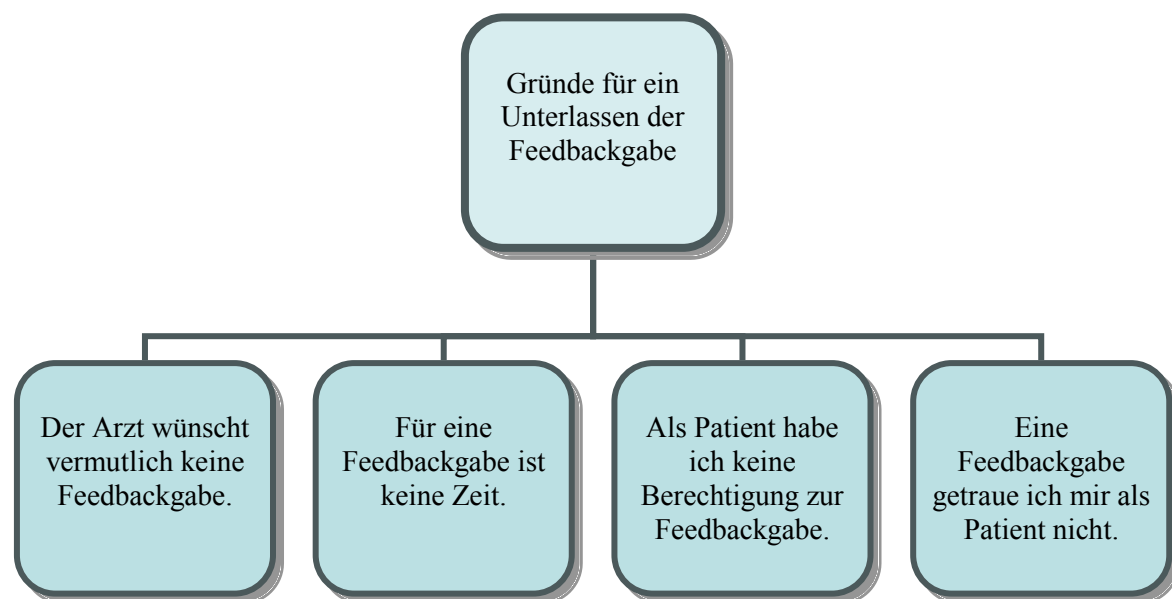 Gründe für ein
Unterlassen der
Feedbackgabe
Der Arzt wünscht
vermutlich keine
Feedbackgabe.
Für eine
Feedbackgabe ist
keine Zeit.
Als Patient habe
ich keine
Berechtigung zur
Feedbackgabe.
Eine
Feedbackgabe
getraue ich mir als
Patient nicht.